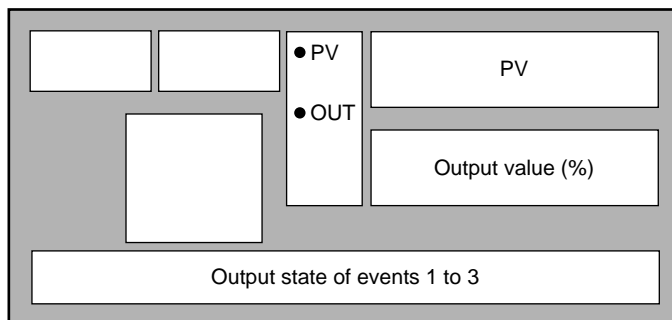 ● PV
● OUT
PV
Output value (%)
Output state of events 1 to 3